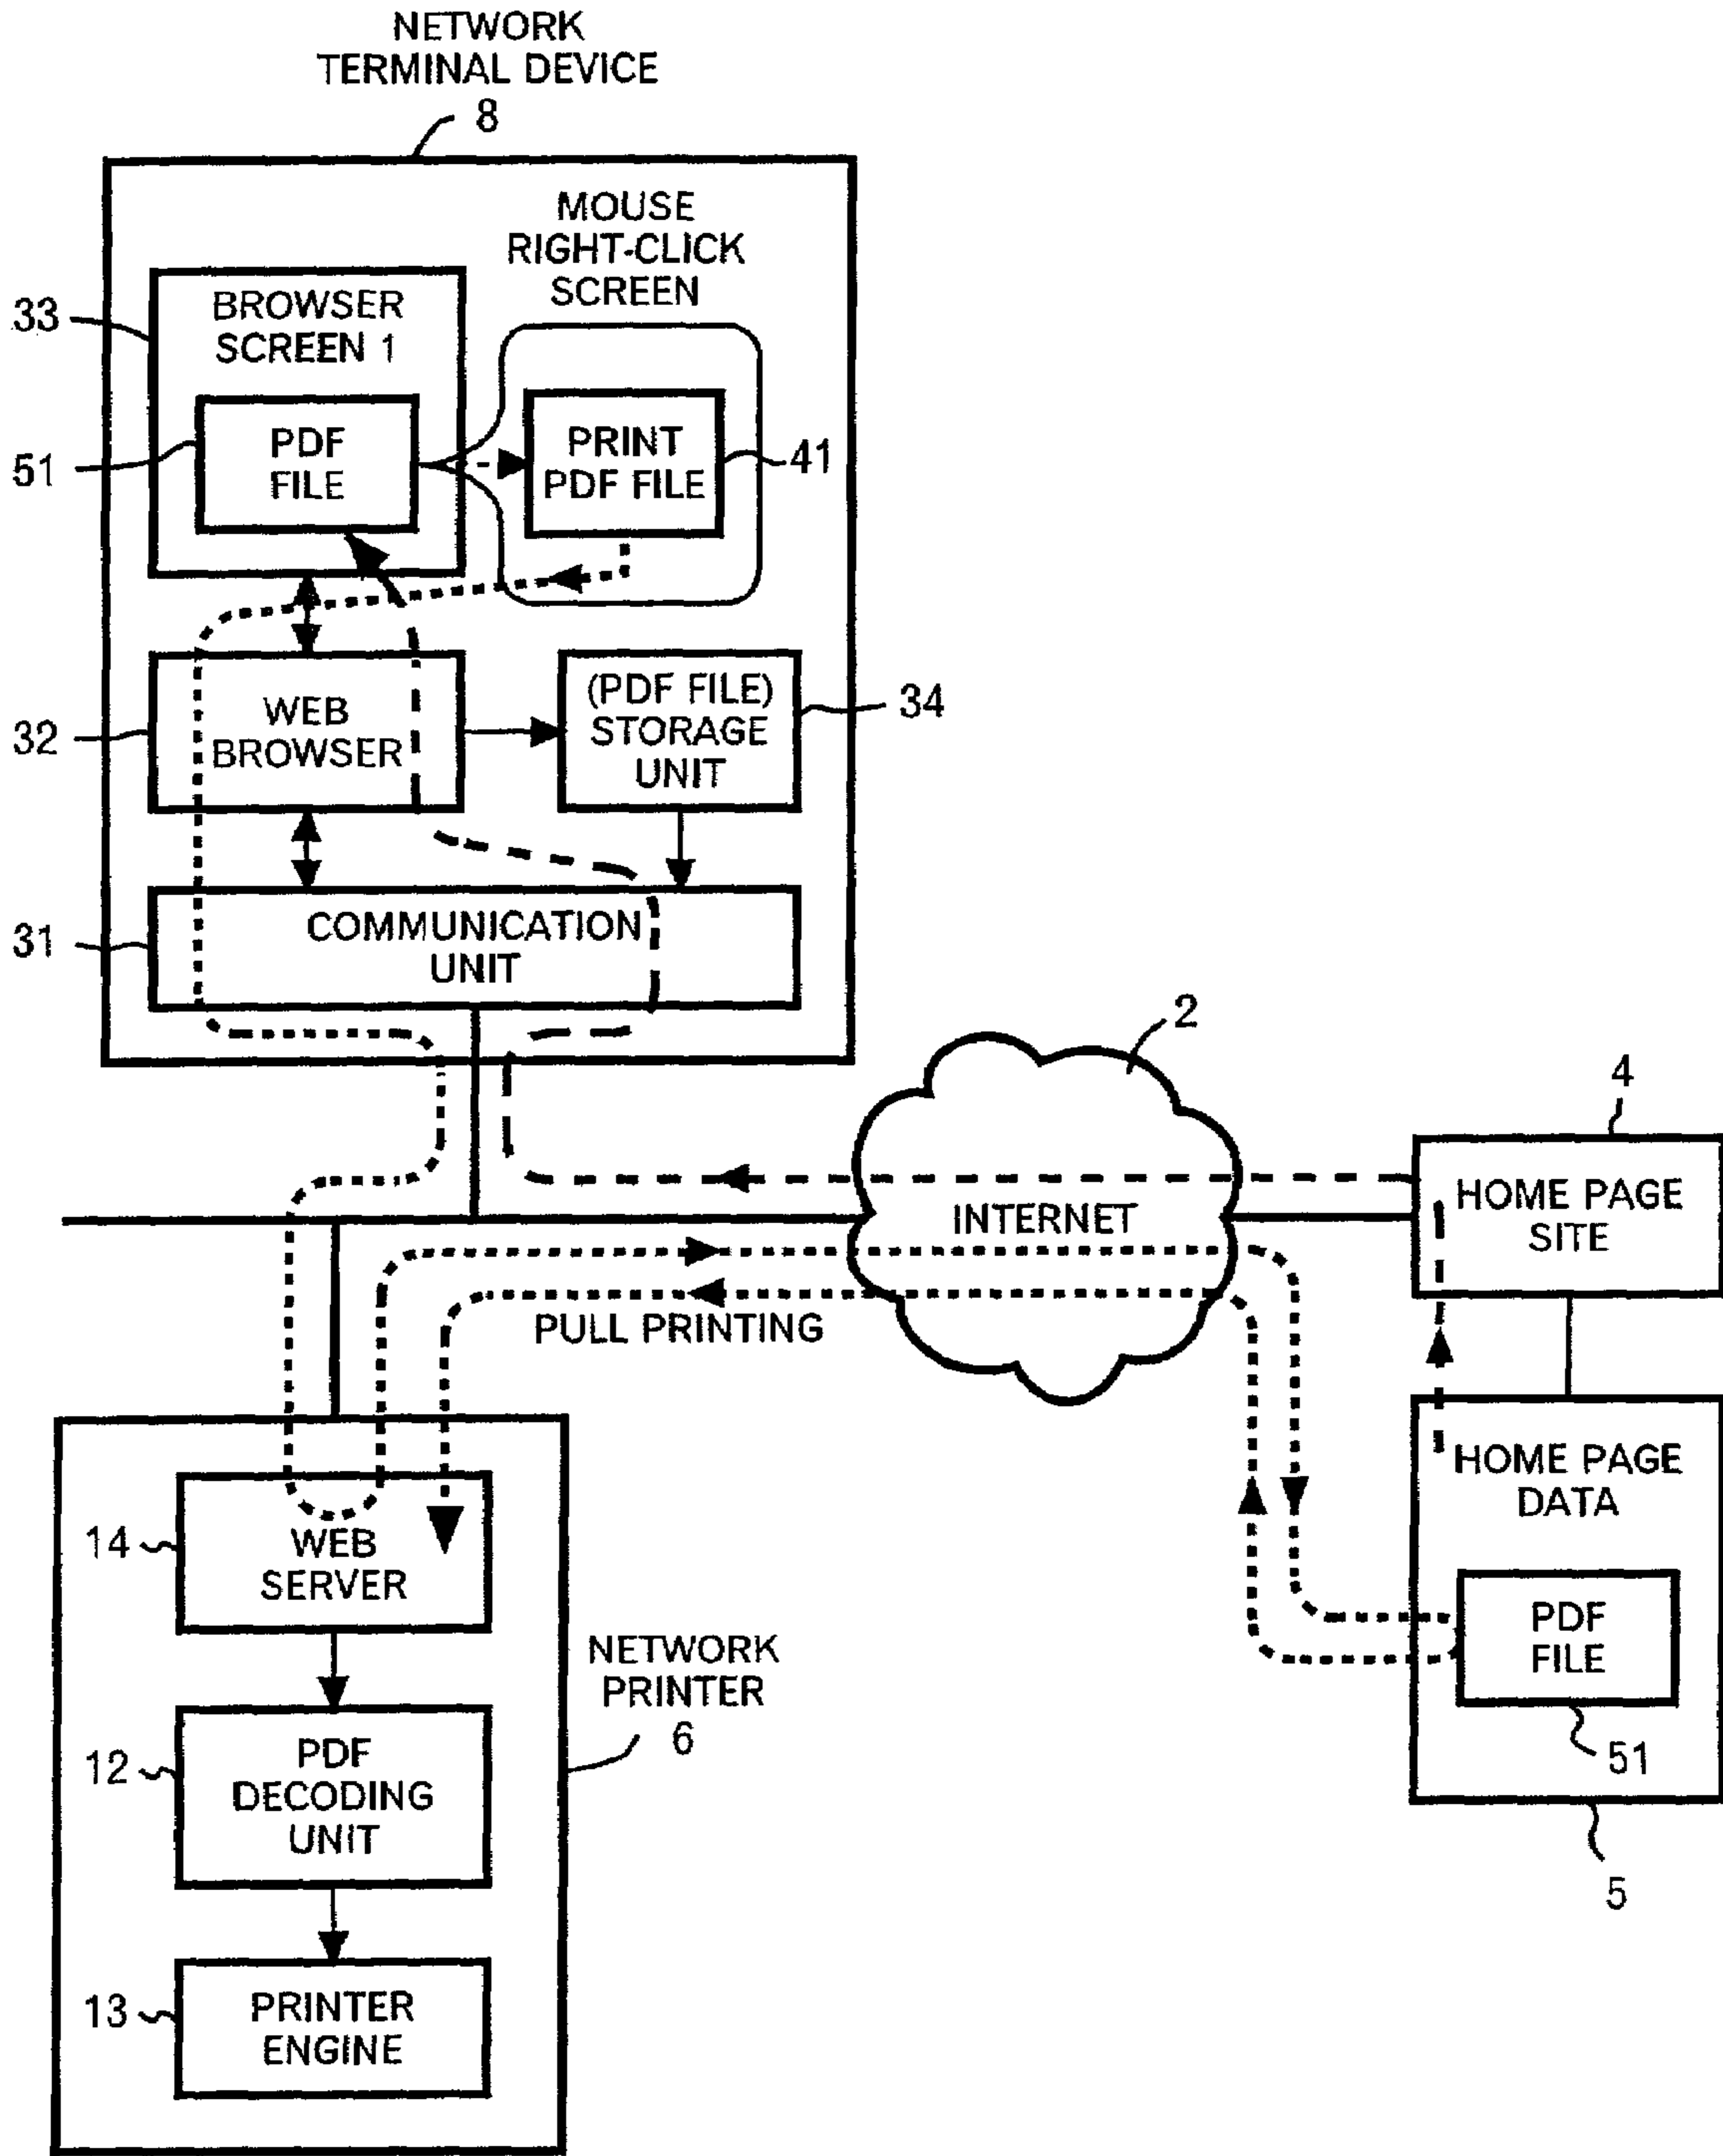 NETWORK
TERMINAL DEVICE
8
MOUSE
RIGHT-CLICK
SCREEN
33
BROWSER
SCREEN 1
51
PDF
FILE
PRINT
PDF FILE
41
32
WEB
BROWSER
(PDF FILE)
STORAGE
UNIT
34
31
COMMUNICATION
UNIT
2
4
INTERNET
HOME PAGE
SITE
PULL PRINTING
HOME PAGE
DATA
14
WEB
SERVER
PDF
FILE
51
5
NETWORK
PRINTER
6
12
PDF
DECODING
UNIT
13
PRINTER
ENGINE